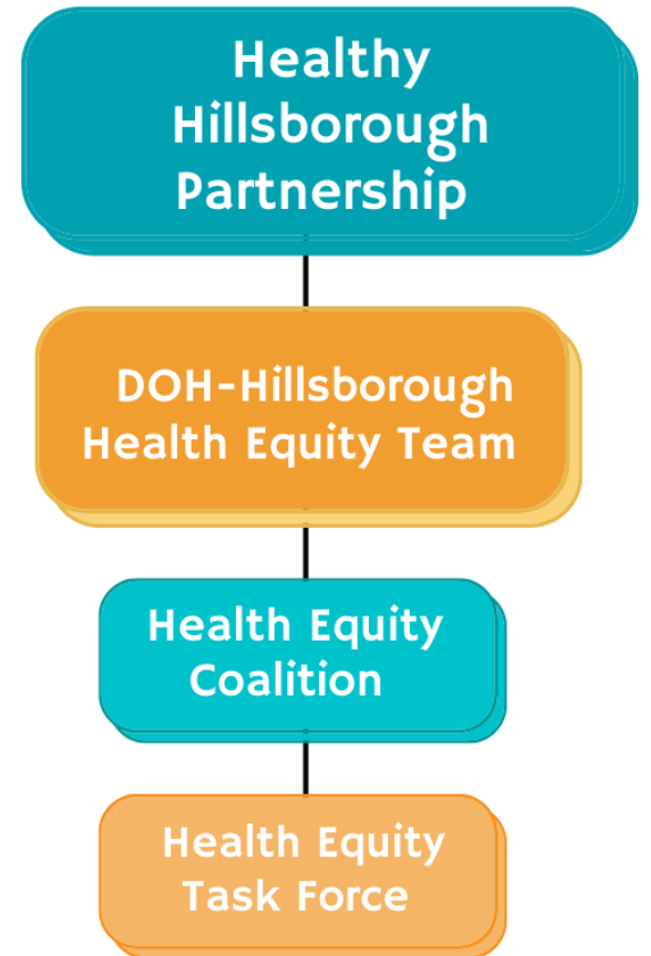 Healthy
Hillsborough
Partnership
DOH-Hillsborough
Health Equity Team
Health Equity
Coalition
Health Equity
Task Force